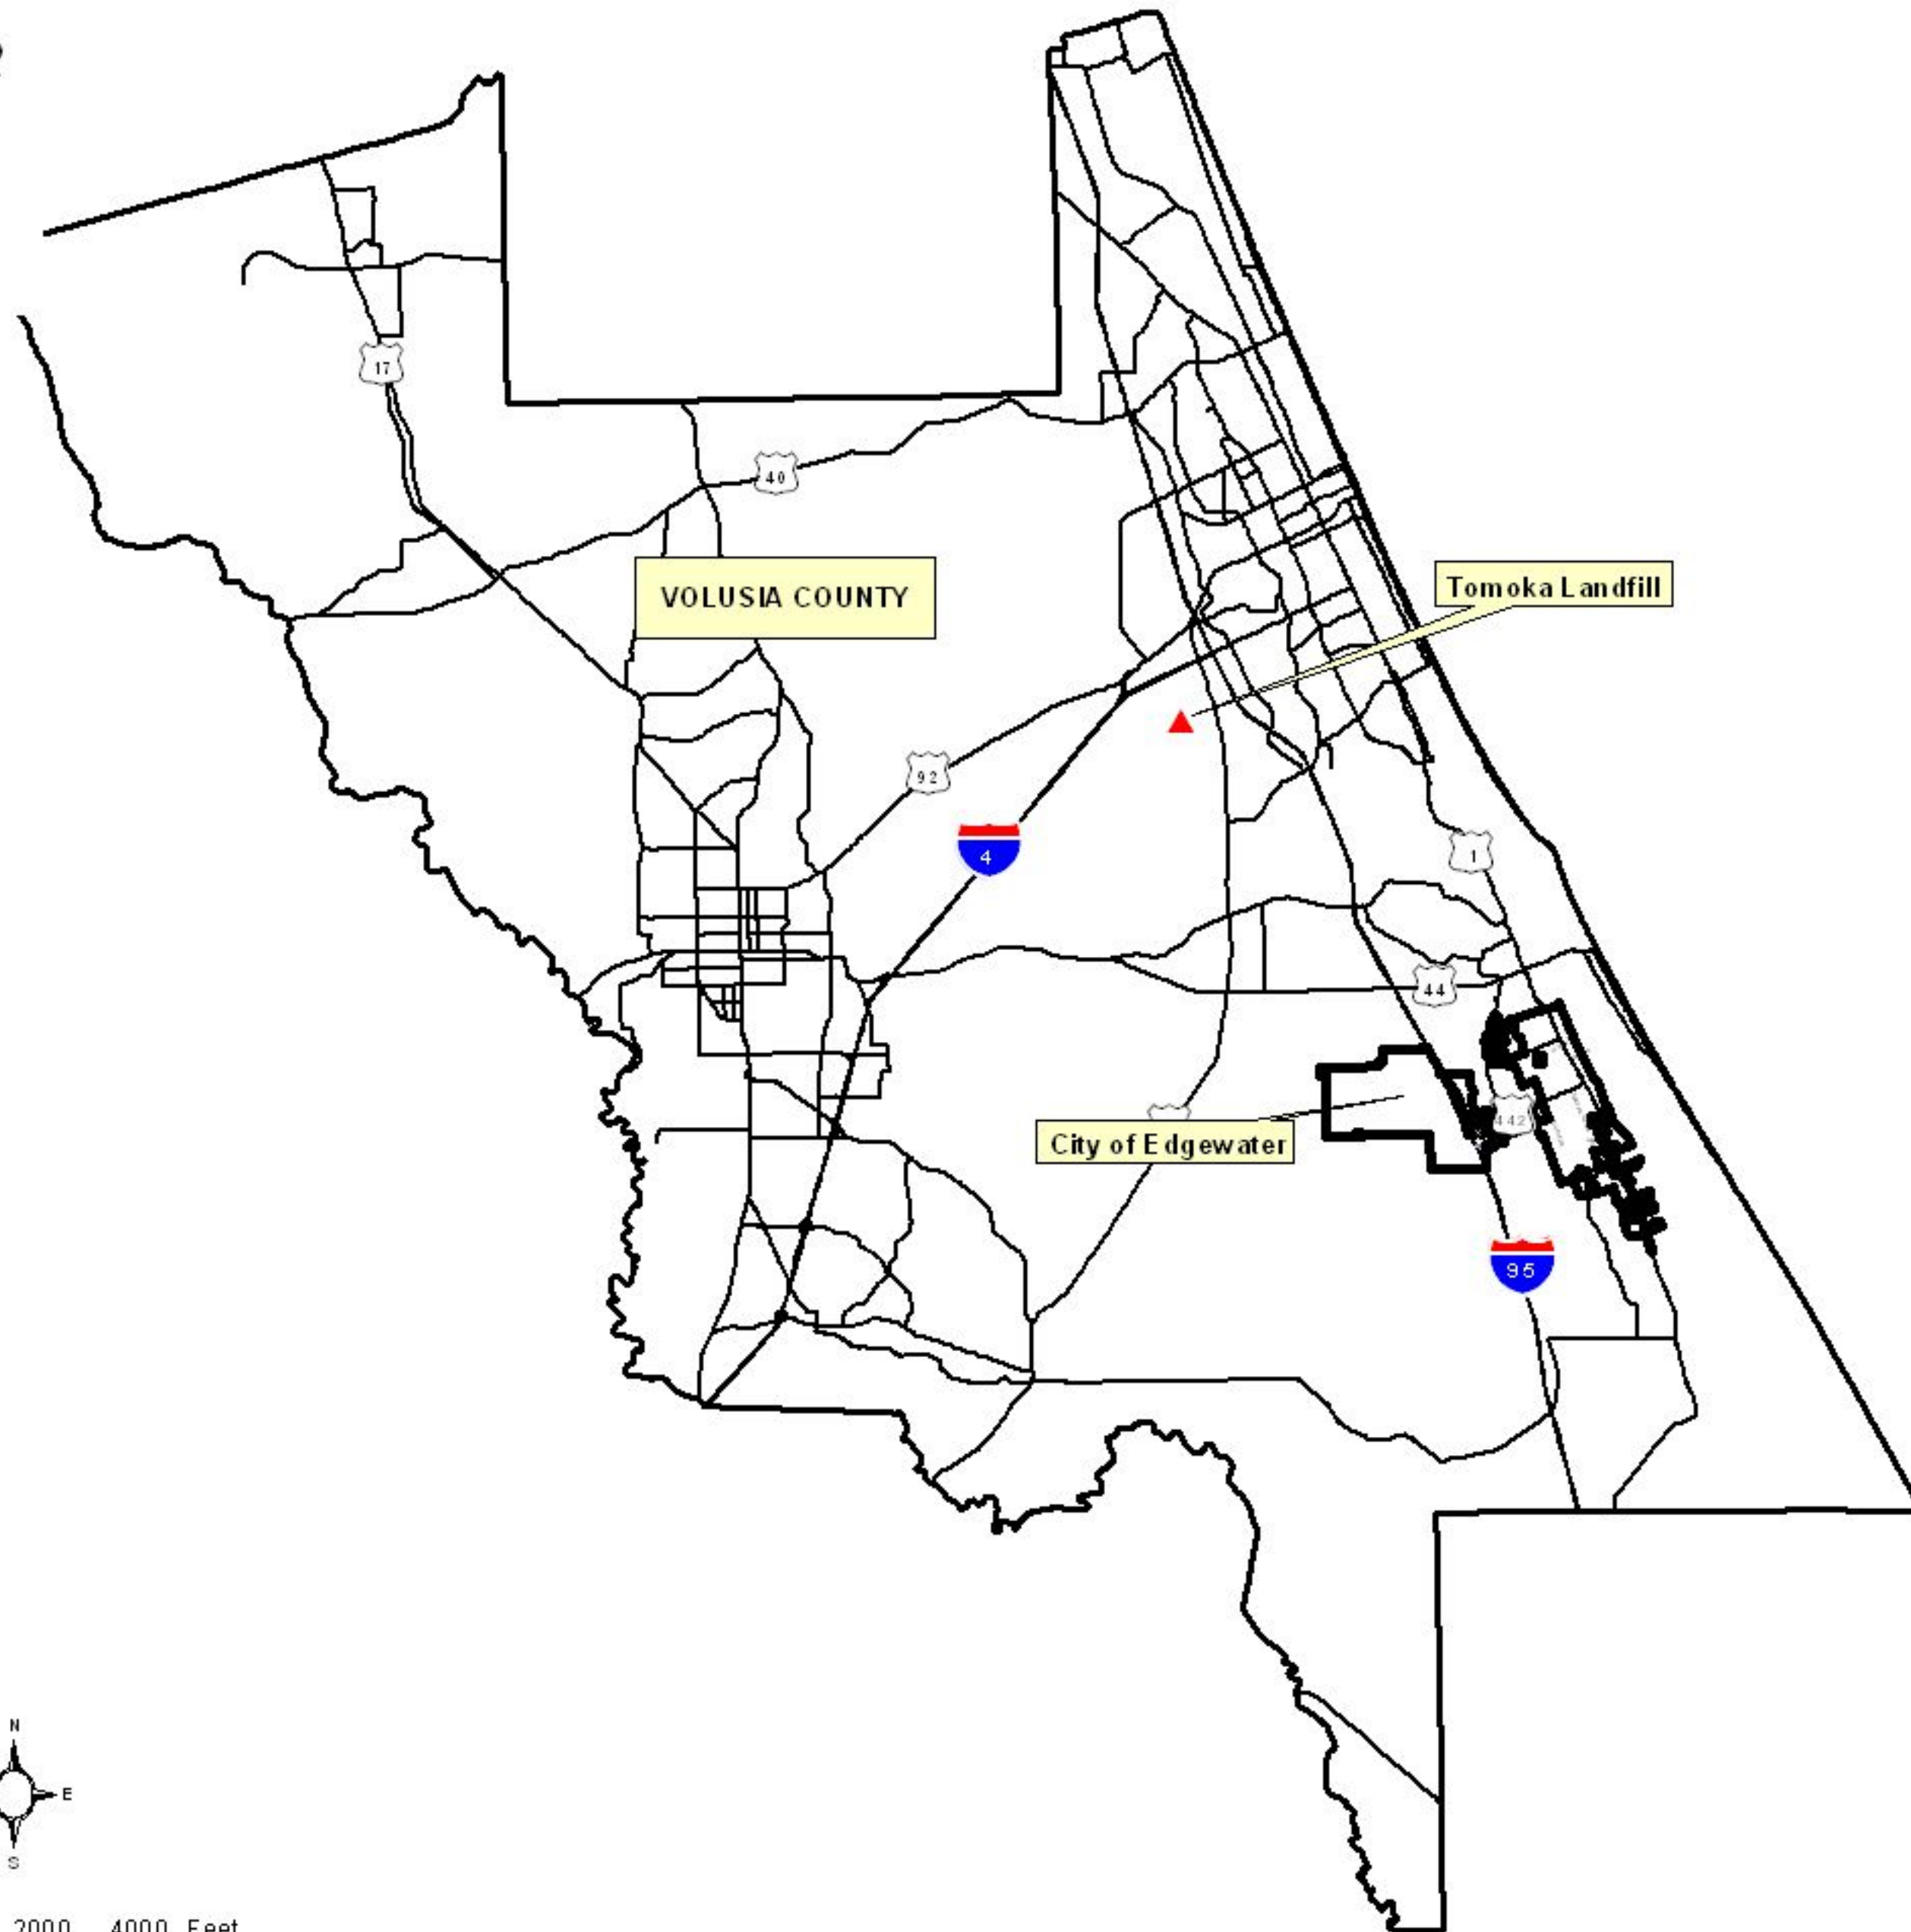 17
40
VOLUSIA COUNTY
Tomoka Landfill
92
4
1
44
442
City of Edgewater
95
N
E
S
2000 4000 Feet